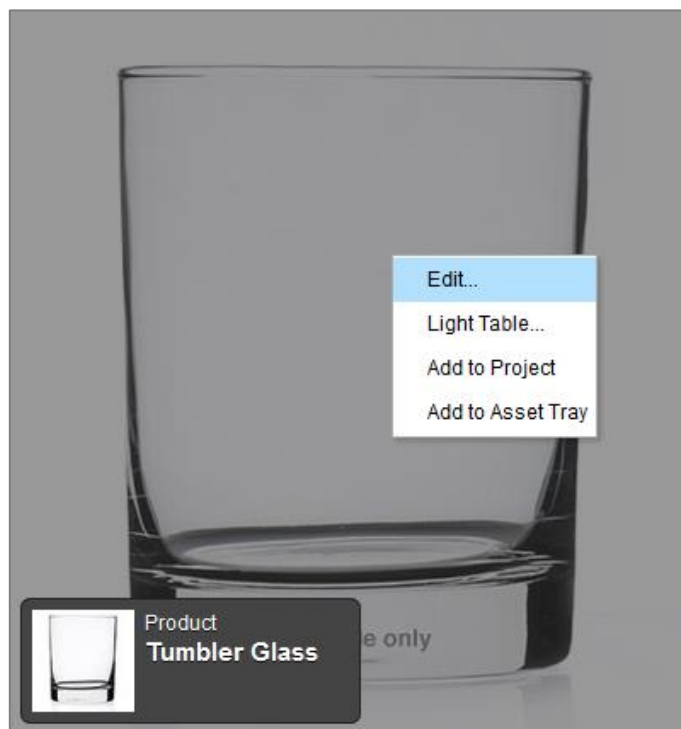 Edit...
Light Table...
Add to Project
Add to Asset Tray
Product
Tumbler Glass
only